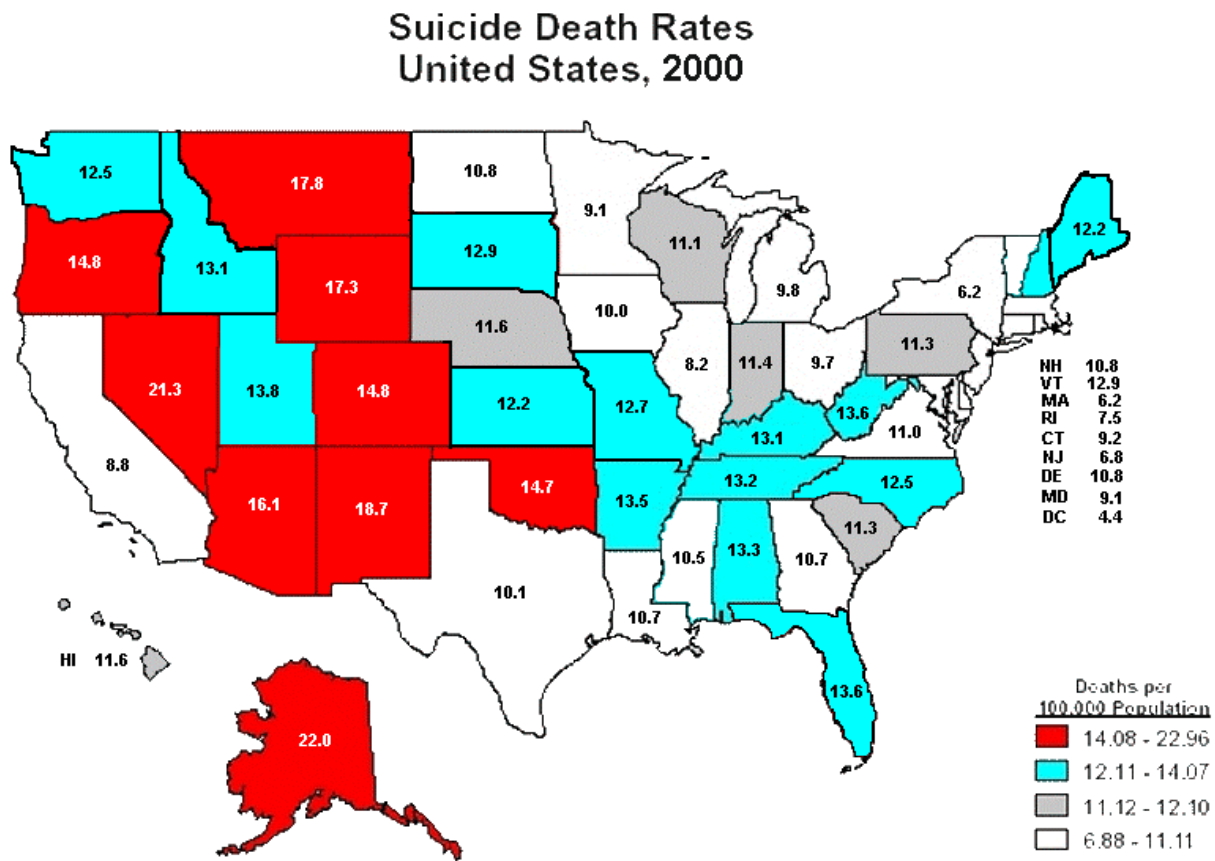 Suicide Death Rates
United States, 2000
12.5
17.8
10.8
9.1
12.2
14.8
13.1
12.9
11.1
17.3
9.8
6.2
10.0
11.6
8.2
11.4
9.7
11.3
21.3
13.8
14.8
12.2
12.7
13.6
11.0
13.1
8.8
16.1
18.7
14.7
13.5
13.2
12.5
10.5
13.3
10.7
11.3
10.1
10.7
13.6
NH 10.8
VT 12.9
MA 6.2
RI 7.5
CT 9.2
NJ 6.8
DE 10.8
MD 9.1
DC 4.4
HI 11.6
22.0
Deaths per
100,000 Population
14.08 - 22.96
12.11 - 14.07
11.12 - 12.10
6.88 - 11.11